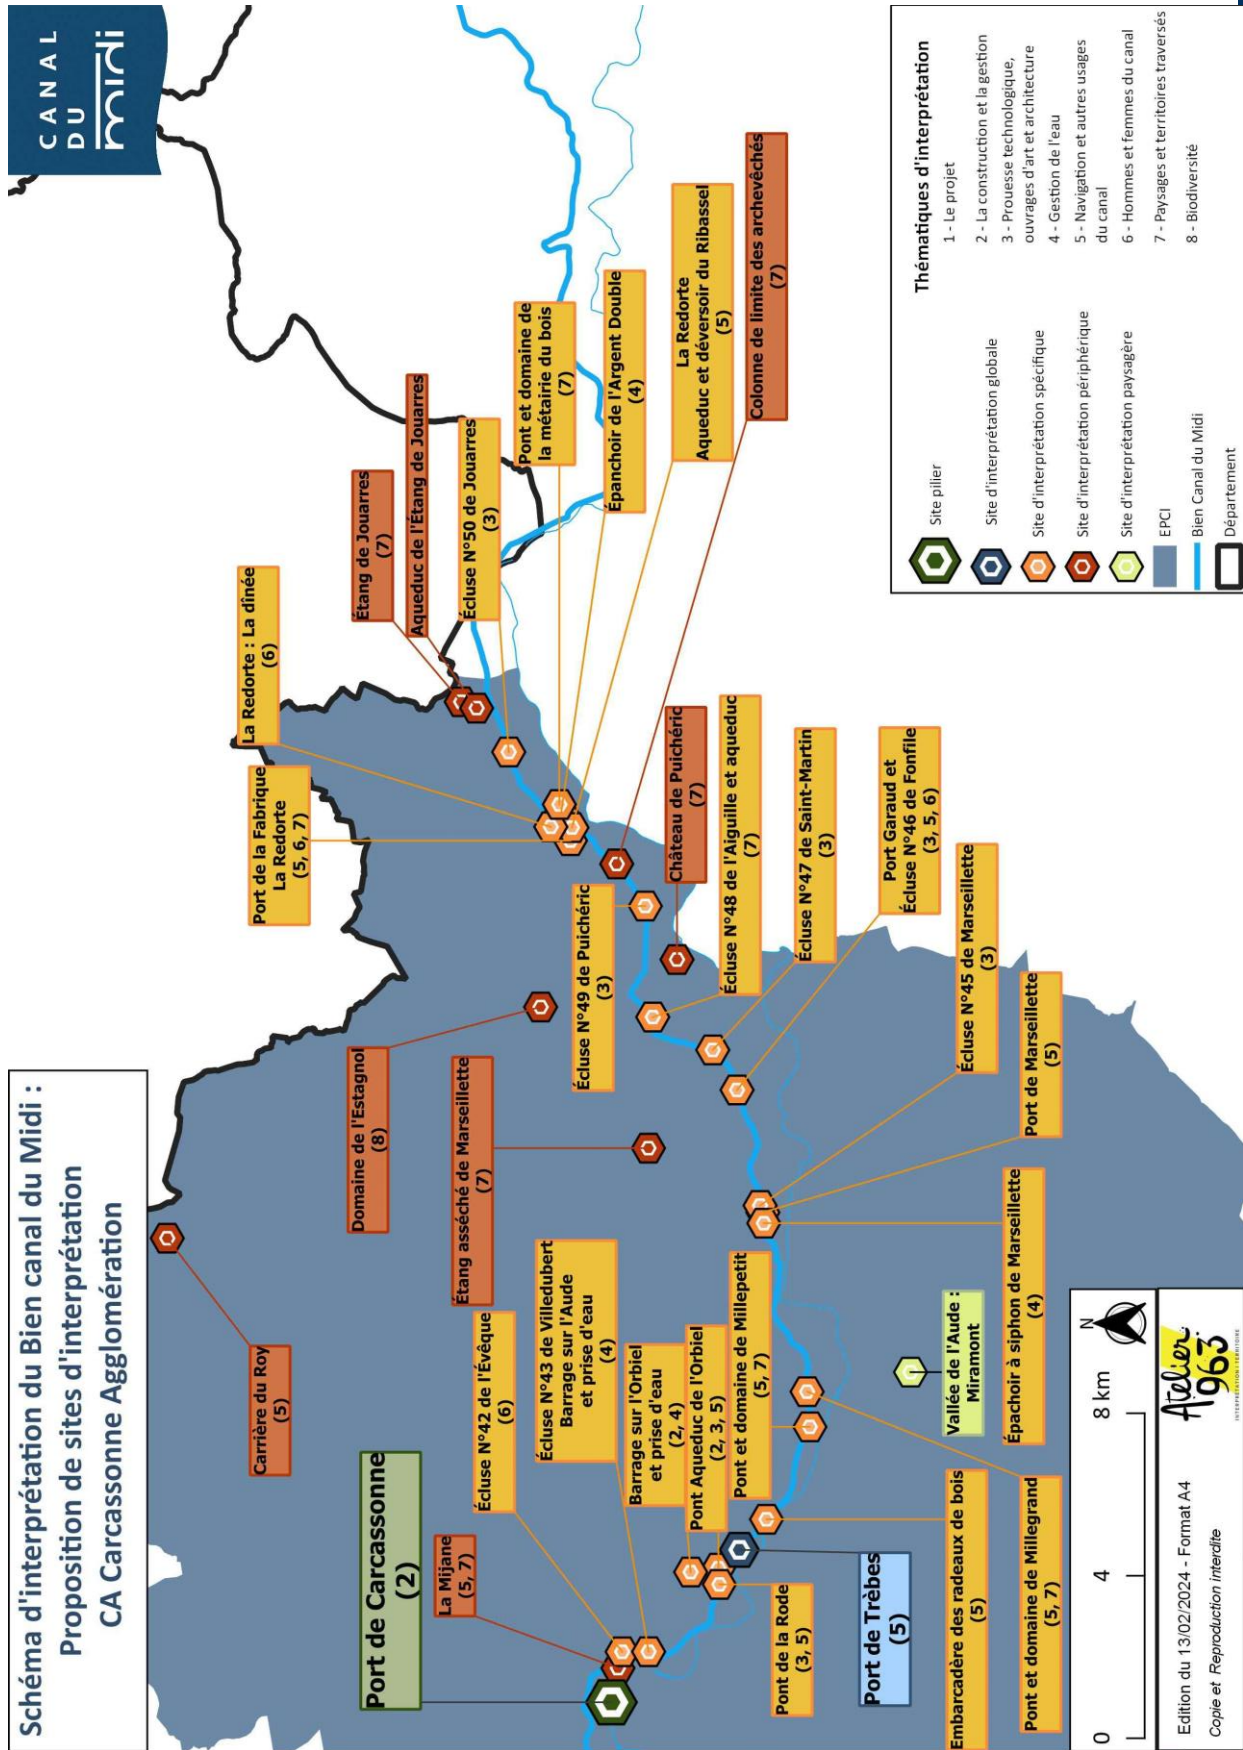 Schéma d'interprétation du Bien canal du Midi :
Proposition de sites d'interprétation
CA Carcassonne Agglomération
CANAL
DU
midi
Carrière du Roy
(5)
Port de Carcassonne
(2)
La Mijane
(5, 7)
Écluse N°42 de l'Évêque
(6)
Écluse N°43 de Villedubert
Barrage sur l'Aude
et prise d'eau
(4)
Barrage sur l'Orbiel
et prise d'eau
(2, 4)
Pont Aqueduc de l'Orbiel
(2, 3, 5)
Pont et domaine de Millepetit
(5, 7)
Pont de la Rode
(3, 5)
Port de Trèbes
(5)
Embarcadère des radeaux de bois
(5)
Pont et domaine de Millegrand
(5, 7)
Vallée de l'Aude :
Miramont
Épachoir à siphon de Marseillette
(4)
Port de Marseillette
(5)
Écluse N°45 de Marseillette
(3)
Port Garaud et
Écluse N°46 de Fonfile
(3, 5, 6)
Écluse N°47 de Saint-Martin
(3)
Écluse N°48 de l'Aiguille et aqueduc
(7)
Château de Puichéric
(7)
Écluse N°49 de Puichéric
(3)
Étang asséché de Marseillette
(7)
Domaine de l'Estagnol
(8)
Port de la Fabrique
La Redorte
(5, 6, 7)
La Redorte : La dînée
(6)
Étang de Jouarres
(7)
Aqueduc de l'Étang de Jouarres
Écluse N°50 de Jouarres
(3)
Pont et domaine de
la métairie du bois
(7)
Épanchoir de l'Argent Double
(4)
La Redorte
Aqueduc et déversoir du Ribassel
(5)
Colonne de limite des archevêchés
(7)
Site pilier
Site d'interprétation globale
Site d'interprétation spécifique
Site d'interprétation périphérique
Site d'interprétation paysagère
EPCI
Bien Canal du Midi
Département
Thématiques d'interprétation
1 - Le projet
2 - La construction et la gestion
3 - Prouesse technologique,
ouvrages d'art et architecture
4 - Gestion de l'eau
5 - Navigation et autres usages
du canal
6 - Hommes et femmes du canal
7 - Paysages et territoires traversés
8 - Biodiversité
0 4 8 km
N
Edition du 13/02/2024 - Format A4
Copie et Reproduction interdite
Atelier
963
INTERPRÉTATION TERRITOIRE